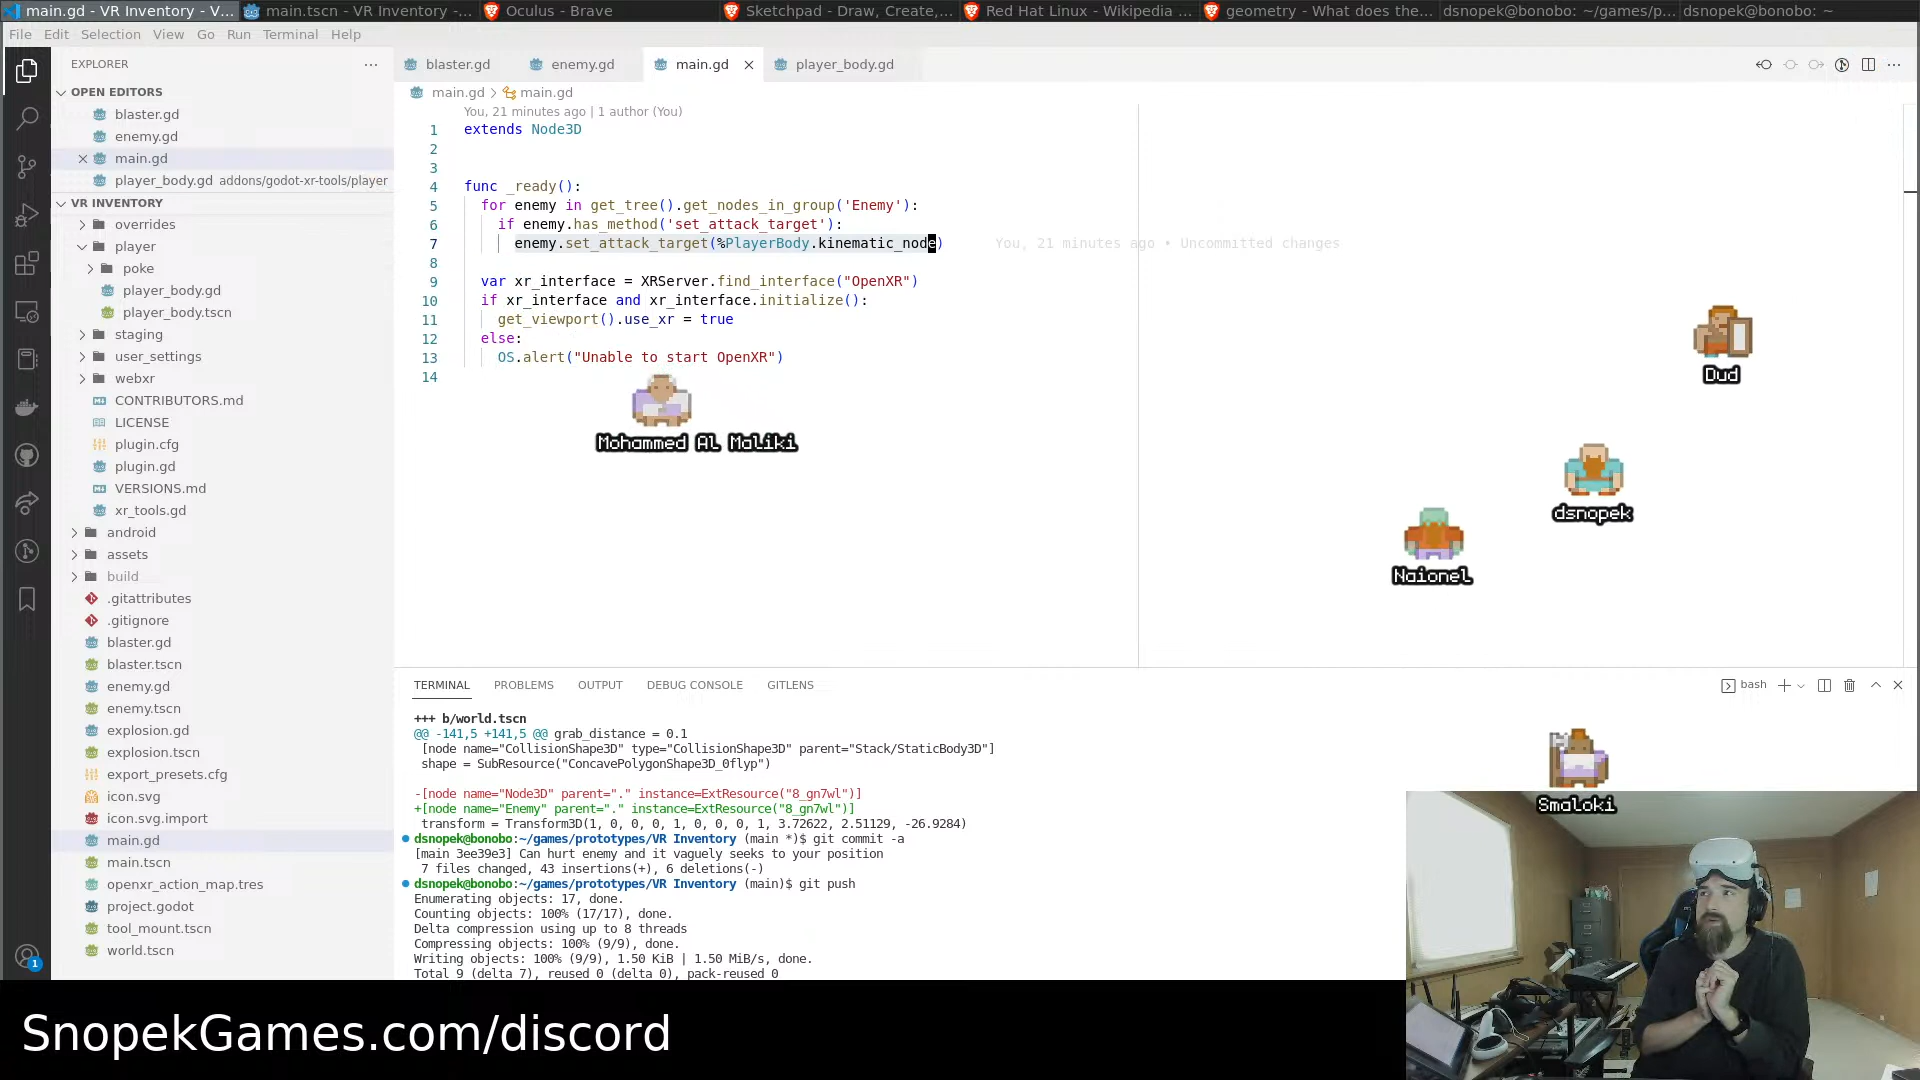 main.gd - VR Inventory - V...
main.tscn - VR Inventory -...
Oculus - Brave
Sketchpad - Draw, Create,...
Red Hat Linux - Wikipedia ...
geometry - What does the...
dsnopek@bonobo: ~/games/p...
dsnopek@bonobo: ~
File Edit Selection View Go Run Terminal Help
EXPLORER
OPEN EDITORS
blaster.gd
enemy.gd
main.gd
player_body.gd addons/godot-xr-tools/player
VR INVENTORY
overrides
player
poke
player_body.gd
player_body.tscn
staging
user_settings
webxr
CONTRIBUTORS.md
LICENSE
plugin.cfg
plugin.gd
VERSIONS.md
xr_tools.gd
android
assets
build
.gitattributes
.gitignore
blaster.gd
blaster.tscn
enemy.gd
enemy.tscn
explosion.gd
explosion.tscn
export_presets.cfg
icon.svg
icon.svg.import
main.gd
main.tscn
openxr_action_map.tres
project.godot
tool_mount.tscn
world.tscn
1
blaster.gd
enemy.gd
main.gd
player_body.gd
main.gd > main.gd
You, 21 minutes ago | 1 author (You)
1 extends Node3D
2
3
4 func _ready():
5 for enemy in get_tree().get_nodes_in_group('Enemy'):
6 if enemy.has_method('set_attack_target'):
7 enemy.set_attack_target(%PlayerBody.kinematic_node) You, 21 minutes ago • Uncommitted changes
8
9 var xr_interface = XRServer.find_interface("OpenXR")
10 if xr_interface and xr_interface.initialize():
11 get_viewport().use_xr = true
12 else:
13 OS.alert("Unable to start OpenXR")
14
Mohammed Al Maliki
Dud
dsnopek
Naionel
Smaloki
TERMINAL PROBLEMS OUTPUT DEBUG CONSOLE GITLENS
bash
+++ b/world.tscn
@@ -141,5 +141,5 @@ grab_distance = 0.1
[node name="CollisionShape3D" type="CollisionShape3D" parent="Stack/StaticBody3D"]
shape = SubResource("ConcavePolygonShape3D_0flyp")
-[node name="Node3D" parent="." instance=ExtResource("8_gn7wl")]
+[node name="Enemy" parent="." instance=ExtResource("8_gn7wl")]
transform = Transform3D(1, 0, 0, 0, 1, 0, 0, 0, 1, 3.72622, 2.51129, -26.9284)
dsnopek@bonobo:~/games/prototypes/VR Inventory (main *)$ git commit -a
[main 3ee39e3] Can hurt enemy and it vaguely seeks to your position
7 files changed, 43 insertions(+), 6 deletions(-)
dsnopek@bonobo:~/games/prototypes/VR Inventory (main)$ git push
Enumerating objects: 17, done.
Counting objects: 100% (17/17), done.
Delta compression using up to 8 threads
Compressing objects: 100% (9/9), done.
Writing objects: 100% (9/9), 1.50 KiB | 1.50 MiB/s, done.
Total 9 (delta 7), reused 0 (delta 0), pack-reused 0
SnopekGames.com/discord